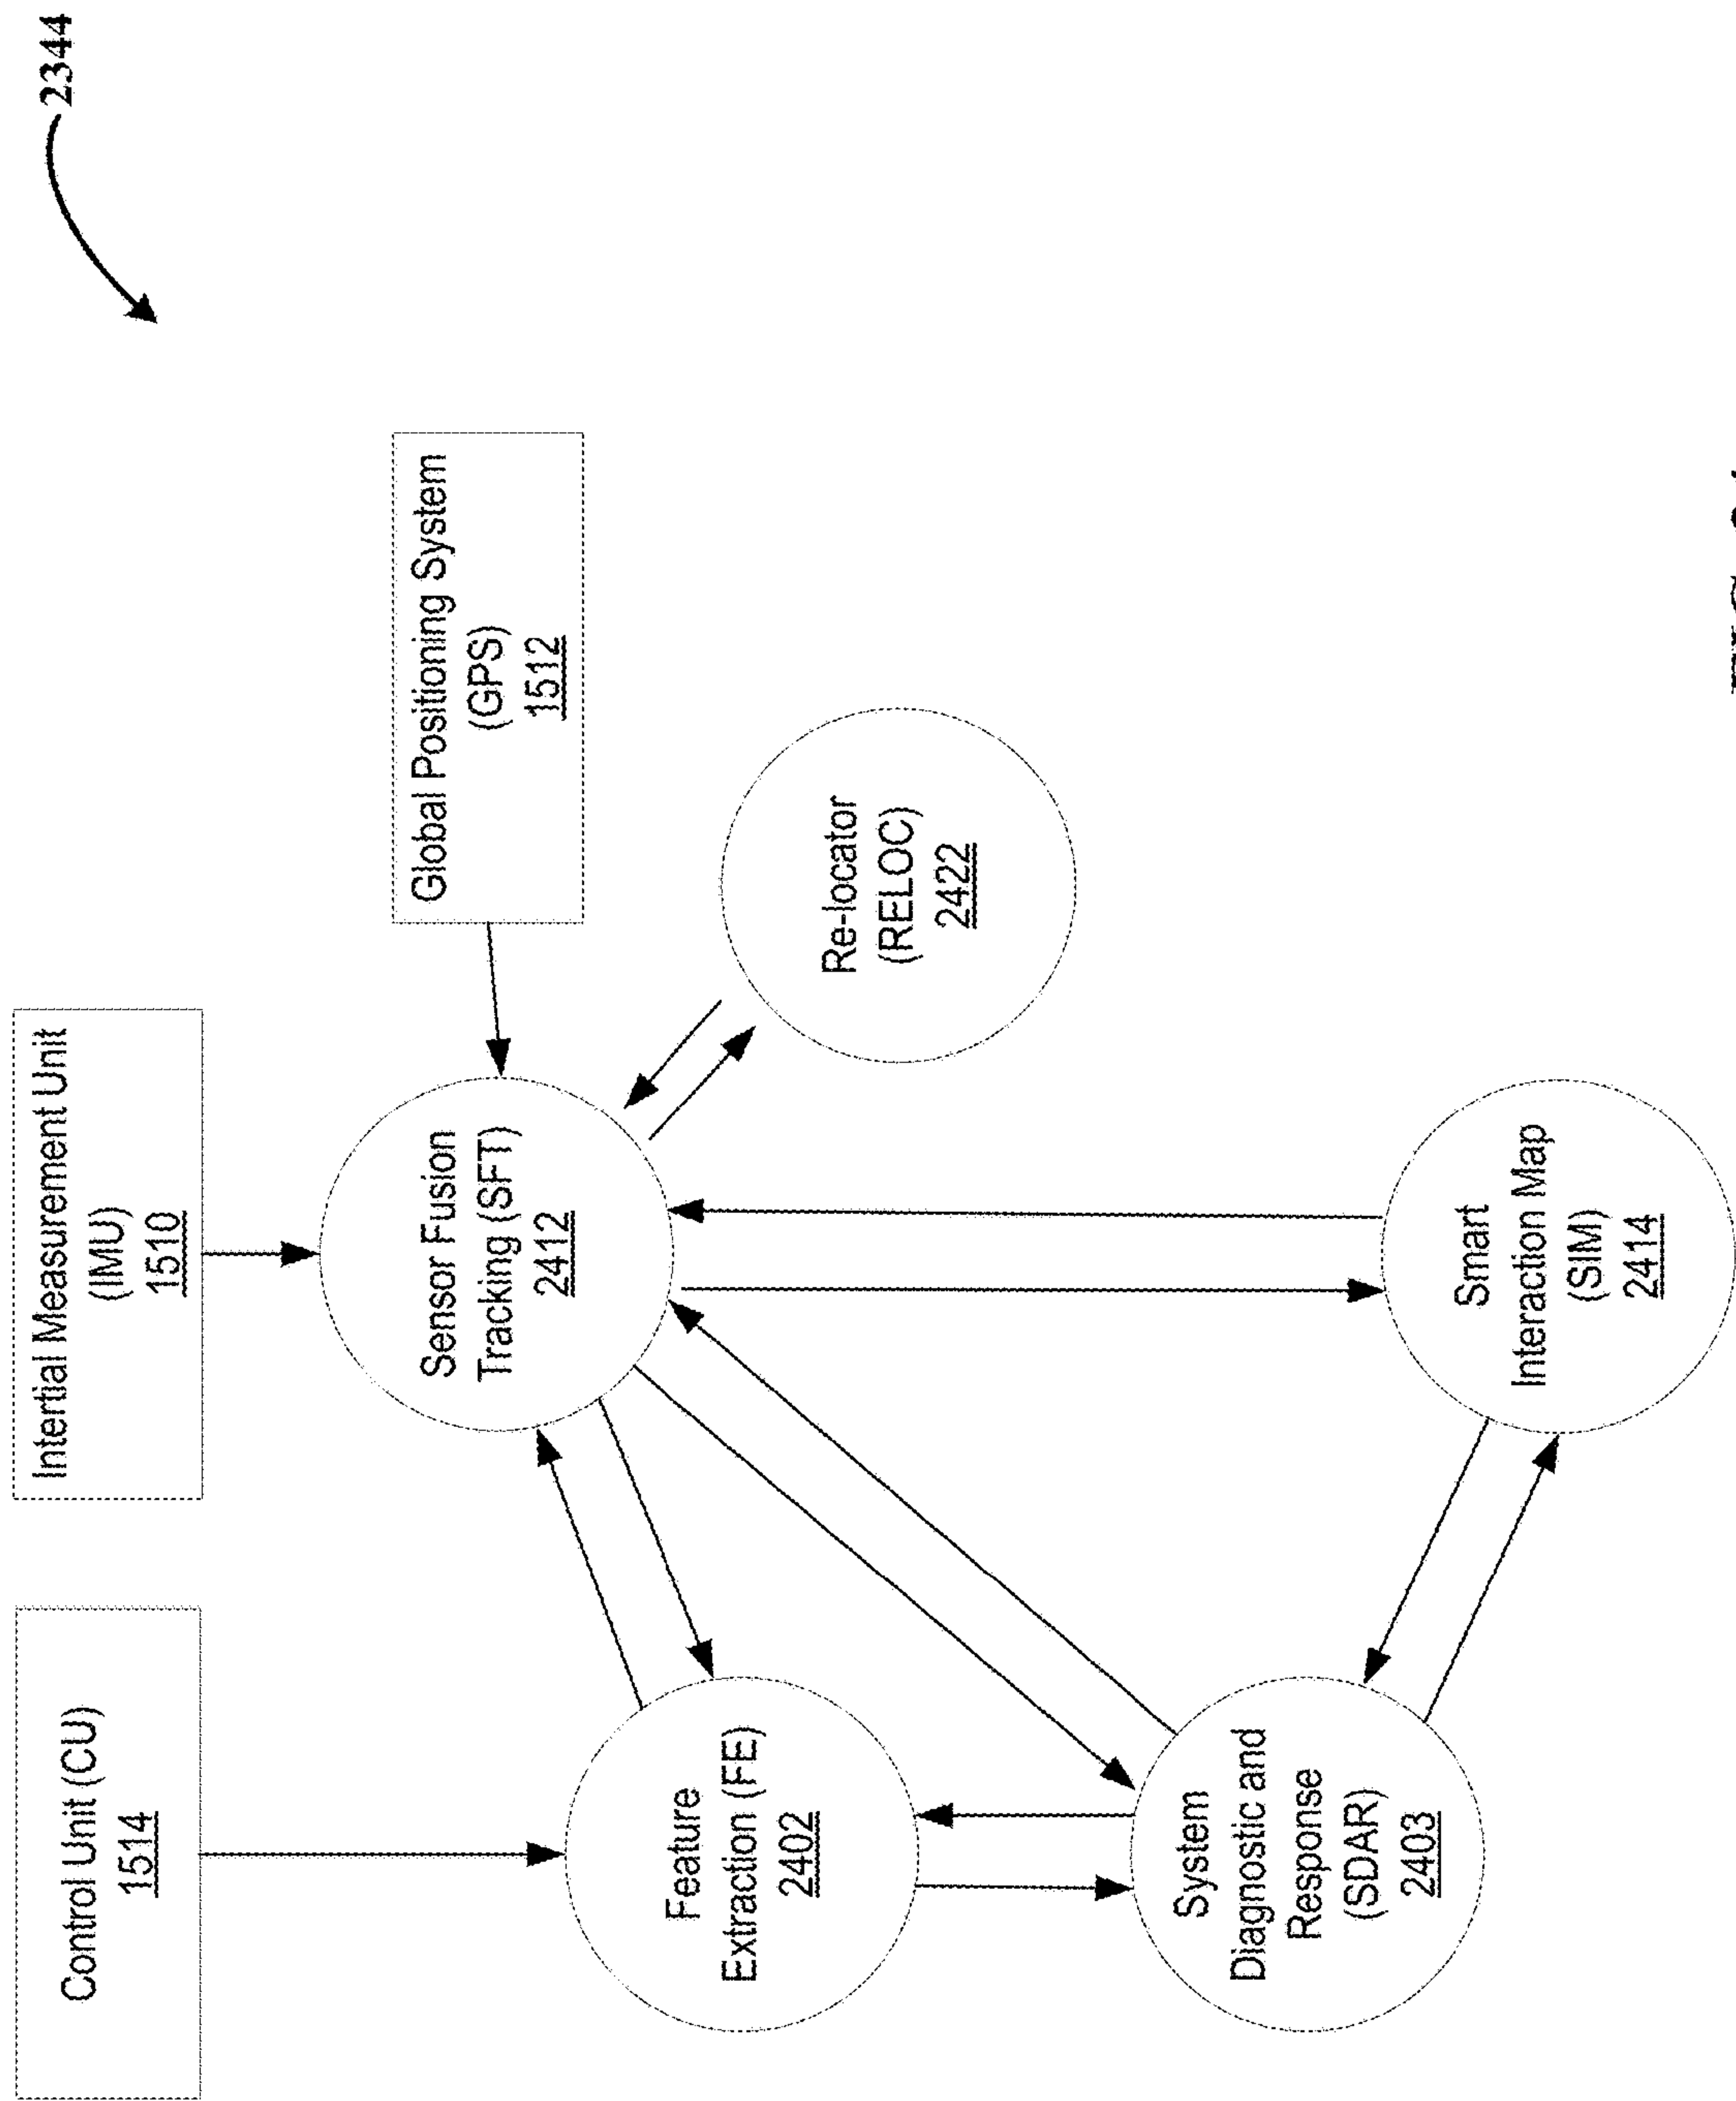 2344
Control Unit (CU)
1514
Intertial Measurement Unit
(IMU)
1510
Global Positioning System
(GPS)
1512
Sensor Fusion
Tracking (SFT)
2412
Feature
Extraction (FE)
2402
Re-locator
(RELOC)
2422
System
Diagnostic and
Response
(SDAR)
2403
Smart
Interaction Map
(SIM)
2414